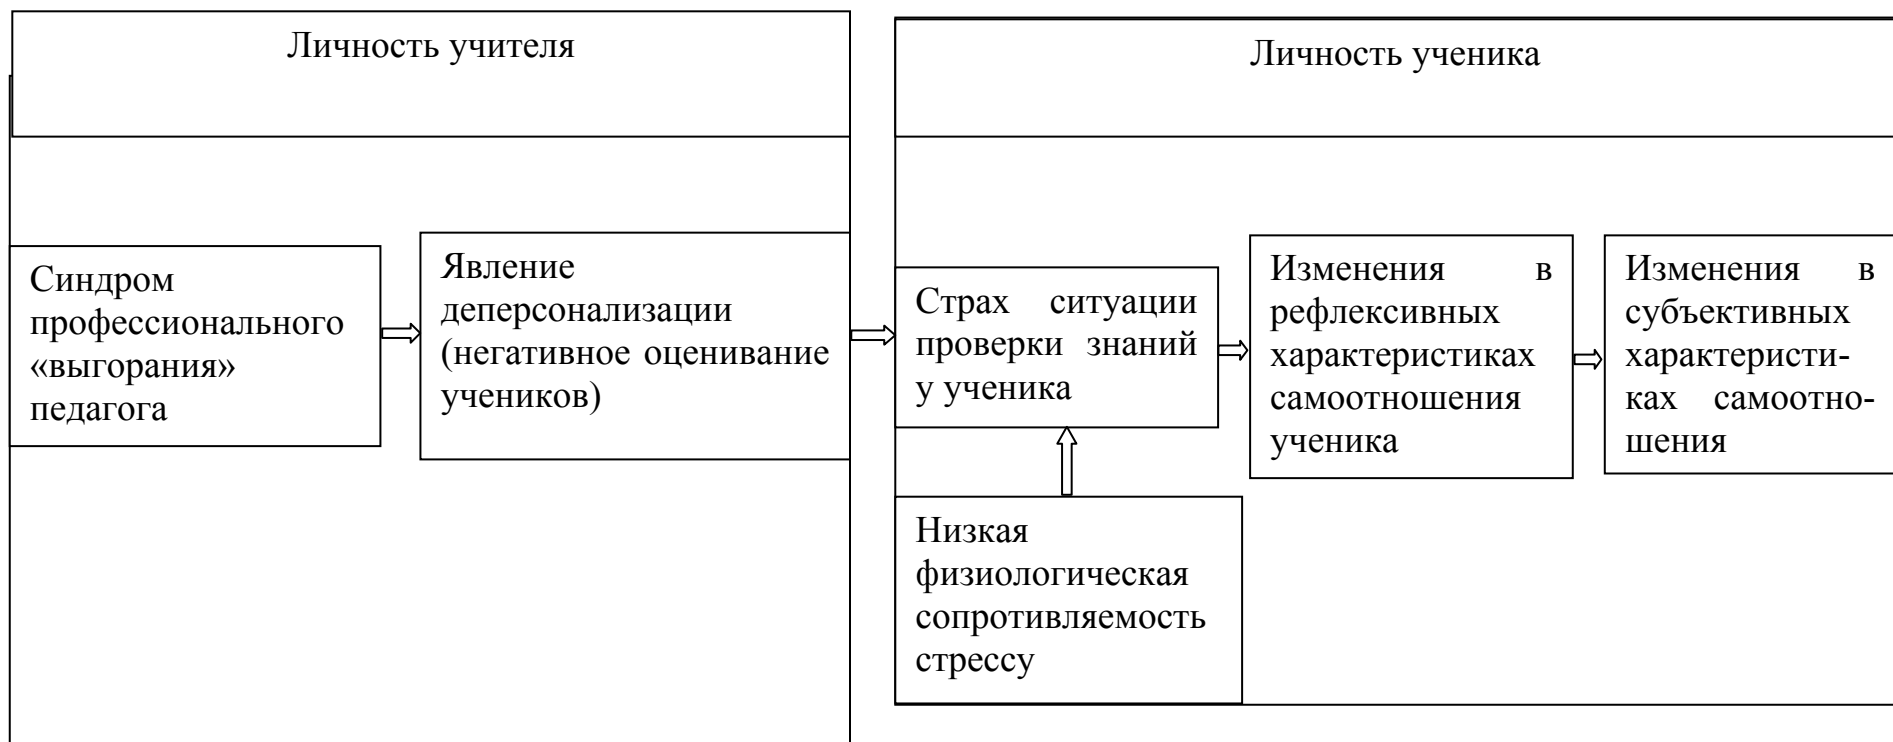 Личность учителя
Личность ученика
Синдром
профессионального
«выгорания»
педагога
Явление
деперсонализации
(негативное оценивание
учеников)
Страх ситуации
проверки знаний
у ученика
Изменения в
рефлексивных
характеристиках
самоотношения
ученика
Изменения в
субъективных
характеристи-
ках самоотно-
шения
Низкая
физиологическая
сопротивляемость
стрессу